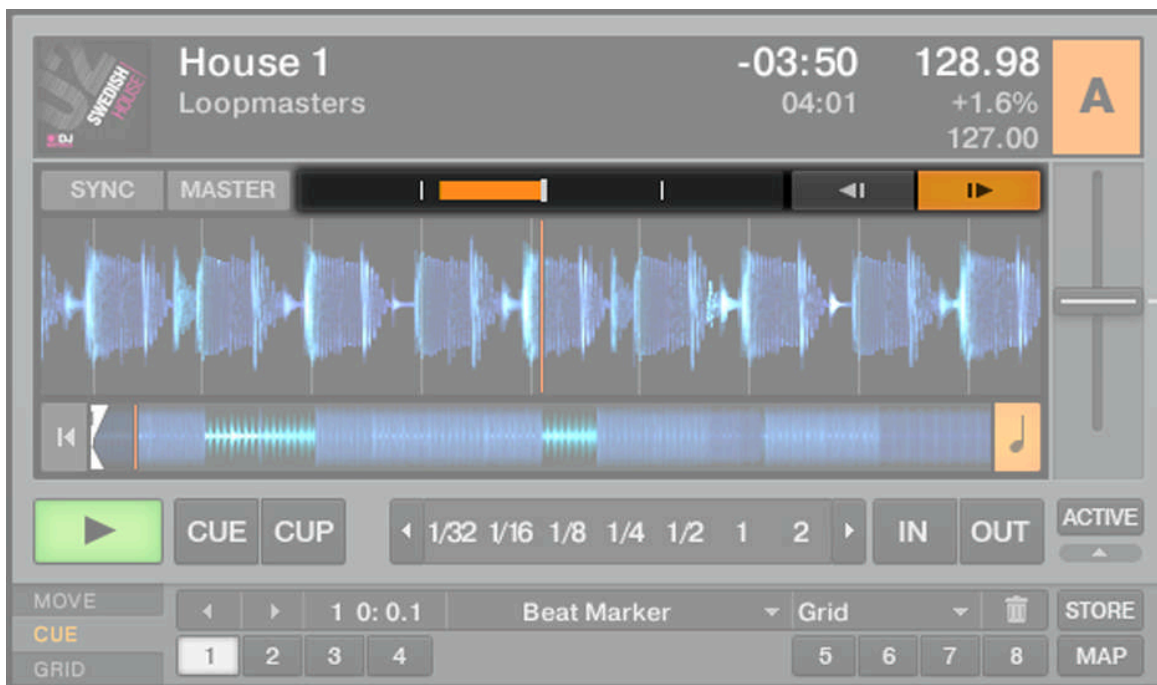 02
SWEDISH
HOUSE
DJ
House 1
Loopmasters
-03:50
04:01
128.98
+1.6%
127.00
A
SYNC MASTER
CUE CUP
1/32 1/16 1/8 1/4 1/2 1 2
IN OUT
ACTIVE
MOVE
CUE
GRID
1 0: 0.1
Beat Marker
Grid
STORE
1 2 3 4
5 6 7 8
MAP